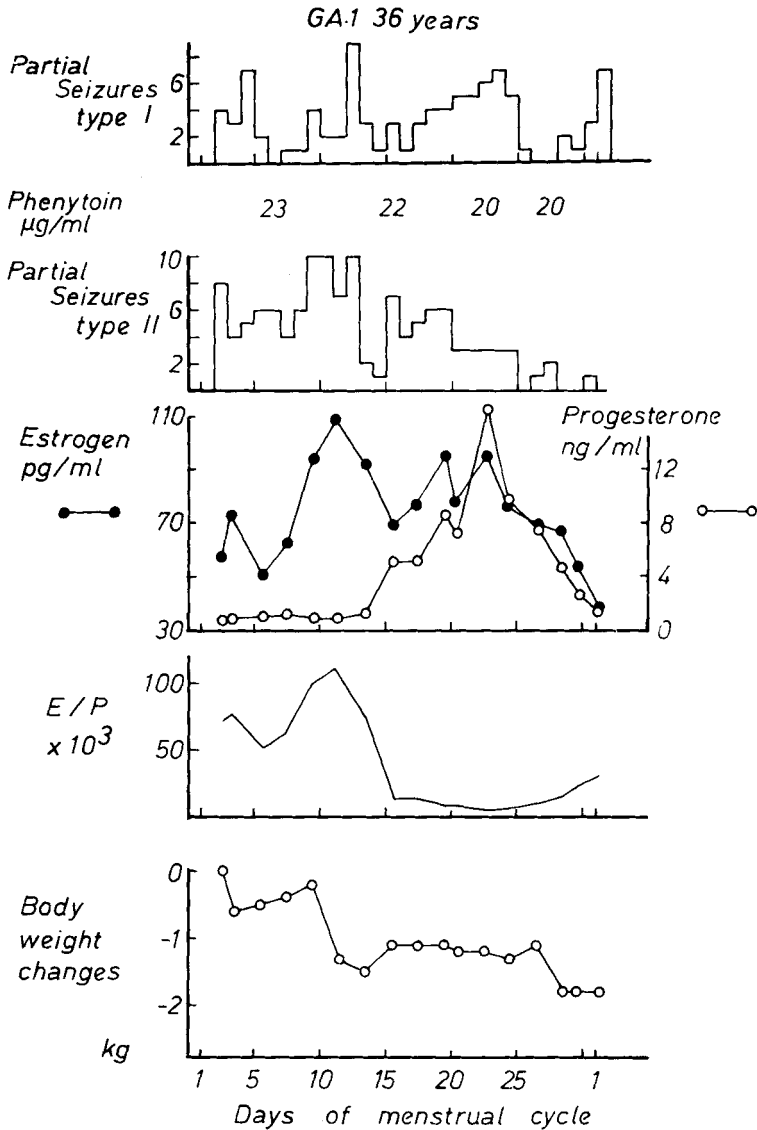 GA·1 36 years
Partial
Seizures
type I
6
2
Phenytoin
µg/ml
23 22 20 20
Partial
Seizures
type II
10
6
2
Estrogen
pg/ml
110
70
30
Progesterone
ng/ml
12
8
4
0
E/P
x10³
100
50
Body
weight
changes
kg
0
-1
-2
1 5 10 15 20 25 1
Days of menstrual cycle